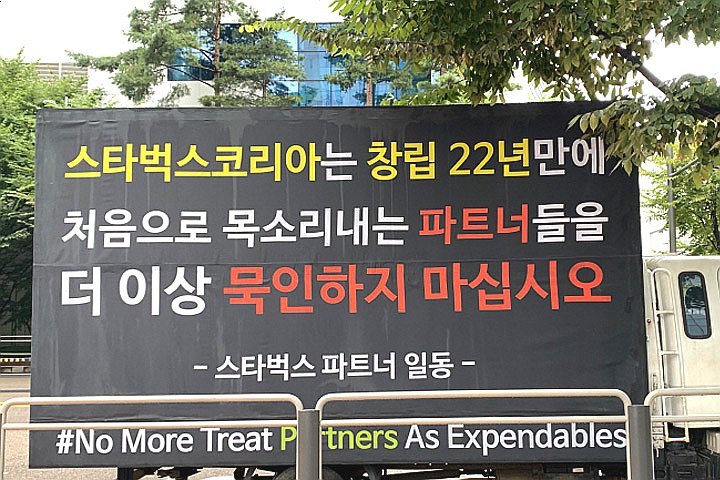 스타벅스코리아는 창립 22년만에
처음으로 목소리내는 파트너들을
더 이상 묵인하지 마십시오
- 스타벅스 파트너 일동 -
#No More Treat Partners As Expendables